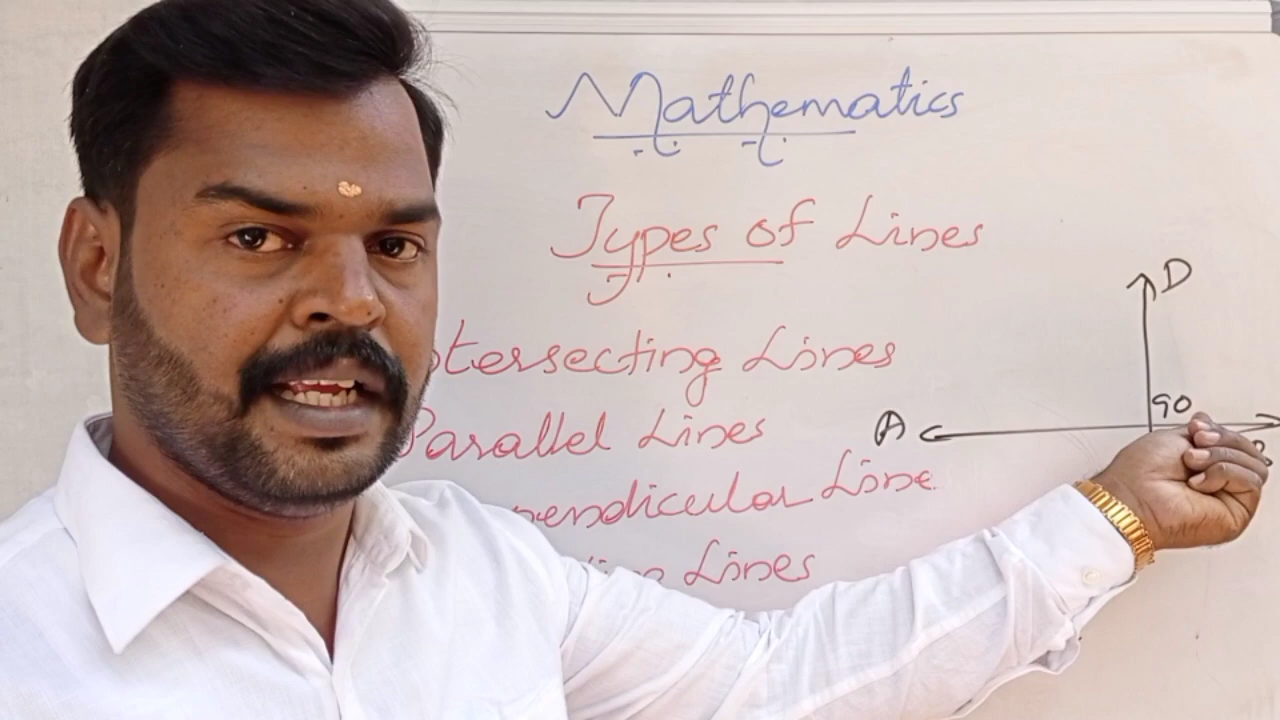 Mathematics
Types of Lines
tersecting Lines
Parallel Lines
pendicular Line
Lines
D
90
A